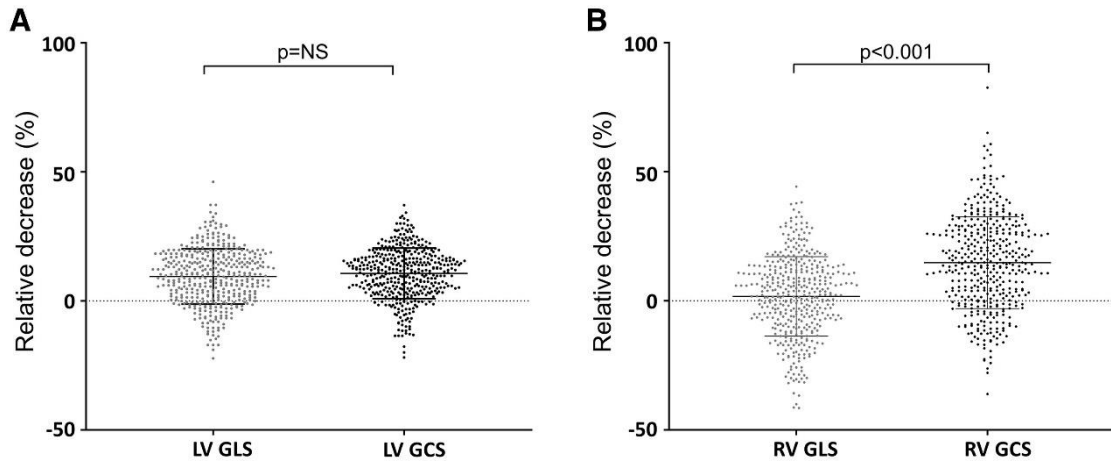 A
B
100
p=NS
100
p<0.001
Relative decrease (%)
Relative decrease (%)
50
50
0
0
-50
-50
LV GLS
LV GCS
RV GLS
RV GCS